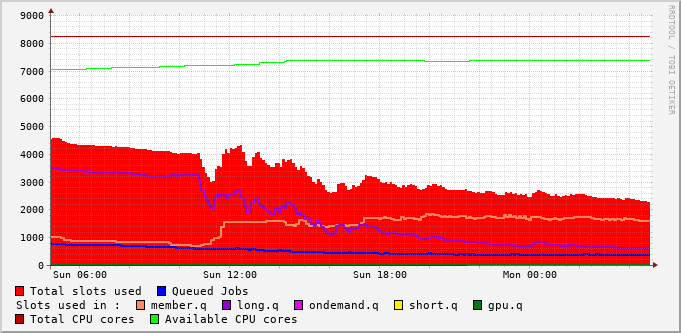 9000
8000
7000
6000
5000
4000
3000
2000
1000
0
Sun 06:00 Sun 12:00 Sun 18:00 Mon 00:00
Total slots used Queued Jobs
Slots used in : member.q long.q ondemand.q short.q gpu.q
Total CPU cores Available CPU cores
RRDTOOL / TOBI OETIKER